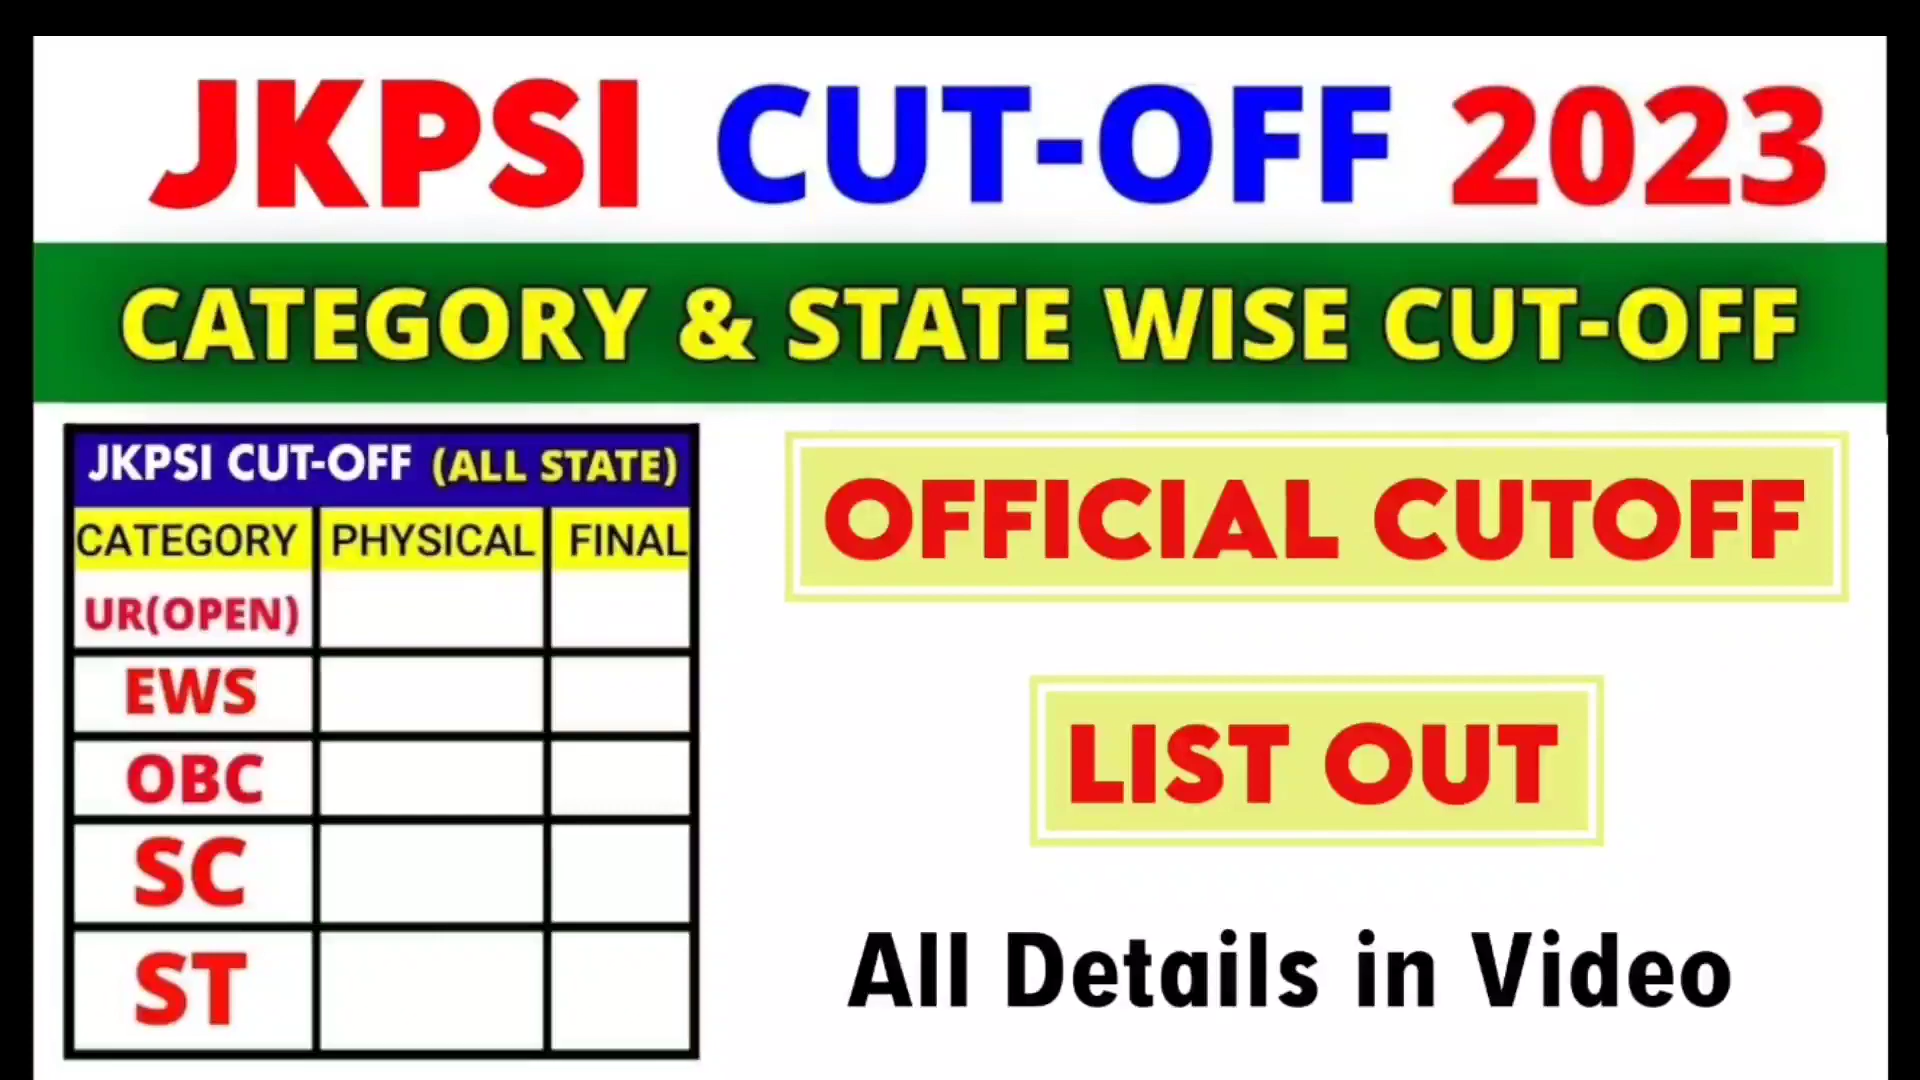 JKPSI CUT-OFF 2023
CATEGORY & STATE WISE CUT-OFF
JKPSI CUT-OFF (ALL STATE)
CATEGORY PHYSICAL FINAL
UR(OPEN)
EWS
OBC
SC
ST
OFFICIAL CUTOFF
LIST OUT
All Details in Video